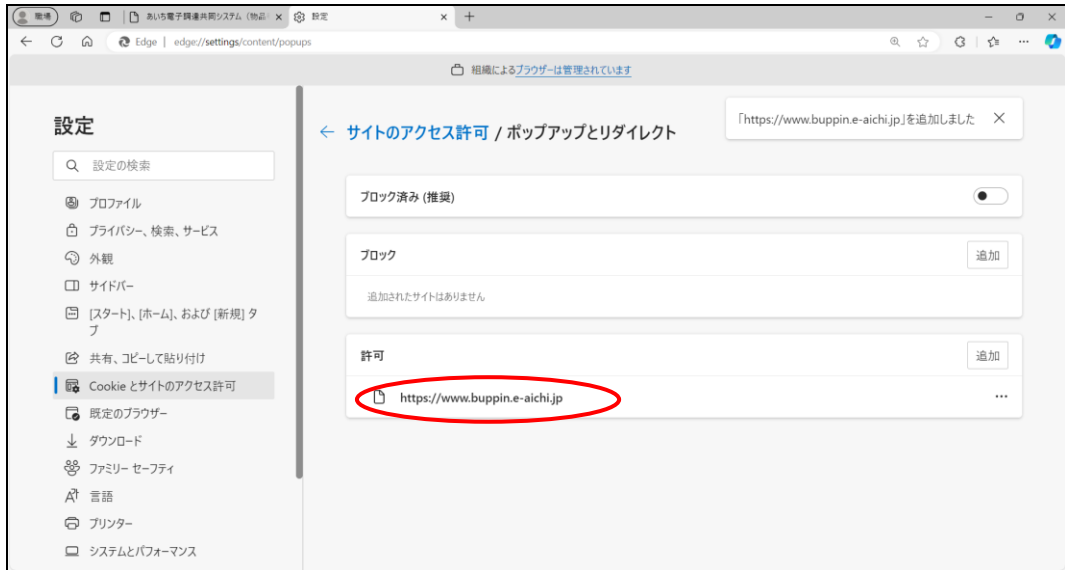 職場
あいち電子調達共同システム (物品
設定
Edge | edge://settings/content/popups
組織によるブラウザーは管理されています
設定
設定の検索
プロファイル
プライバシー、検索、サービス
外観
サイドバー
[スタート]、[ホーム]、および [新規] タ
ブ
共有、コピーして貼り付け
Cookie とサイトのアクセス許可
既定のブラウザー
ダウンロード
ファミリー セーフティ
言語
プリンター
システムとパフォーマンス
サイトのアクセス許可 / ポップアップとリダイレクト
「https://www.buppin.e-aichi.jp」を追加しました
ブロック済み (推奨)
ブロック
追加
追加されたサイトはありません
許可
追加
https://www.buppin.e-aichi.jp